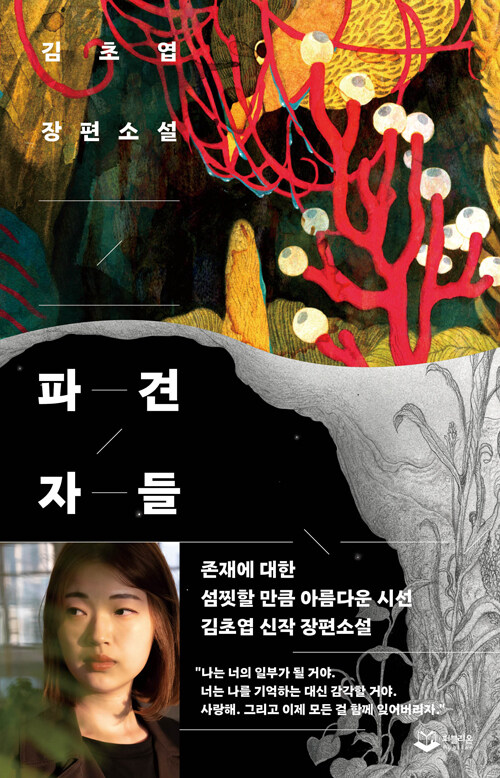 김초엽
장편소설
파견
자들
존재에 대한
섬찟할 만큼 아름다운 시선
김초엽 신작 장편소설
"나는 너의 일부가 될 거야.
너는 나를 기억하는 대신 감각할 거야.
사랑해. 그리고 이제 모든 걸 함께 잊어버리자."
퍼블리온